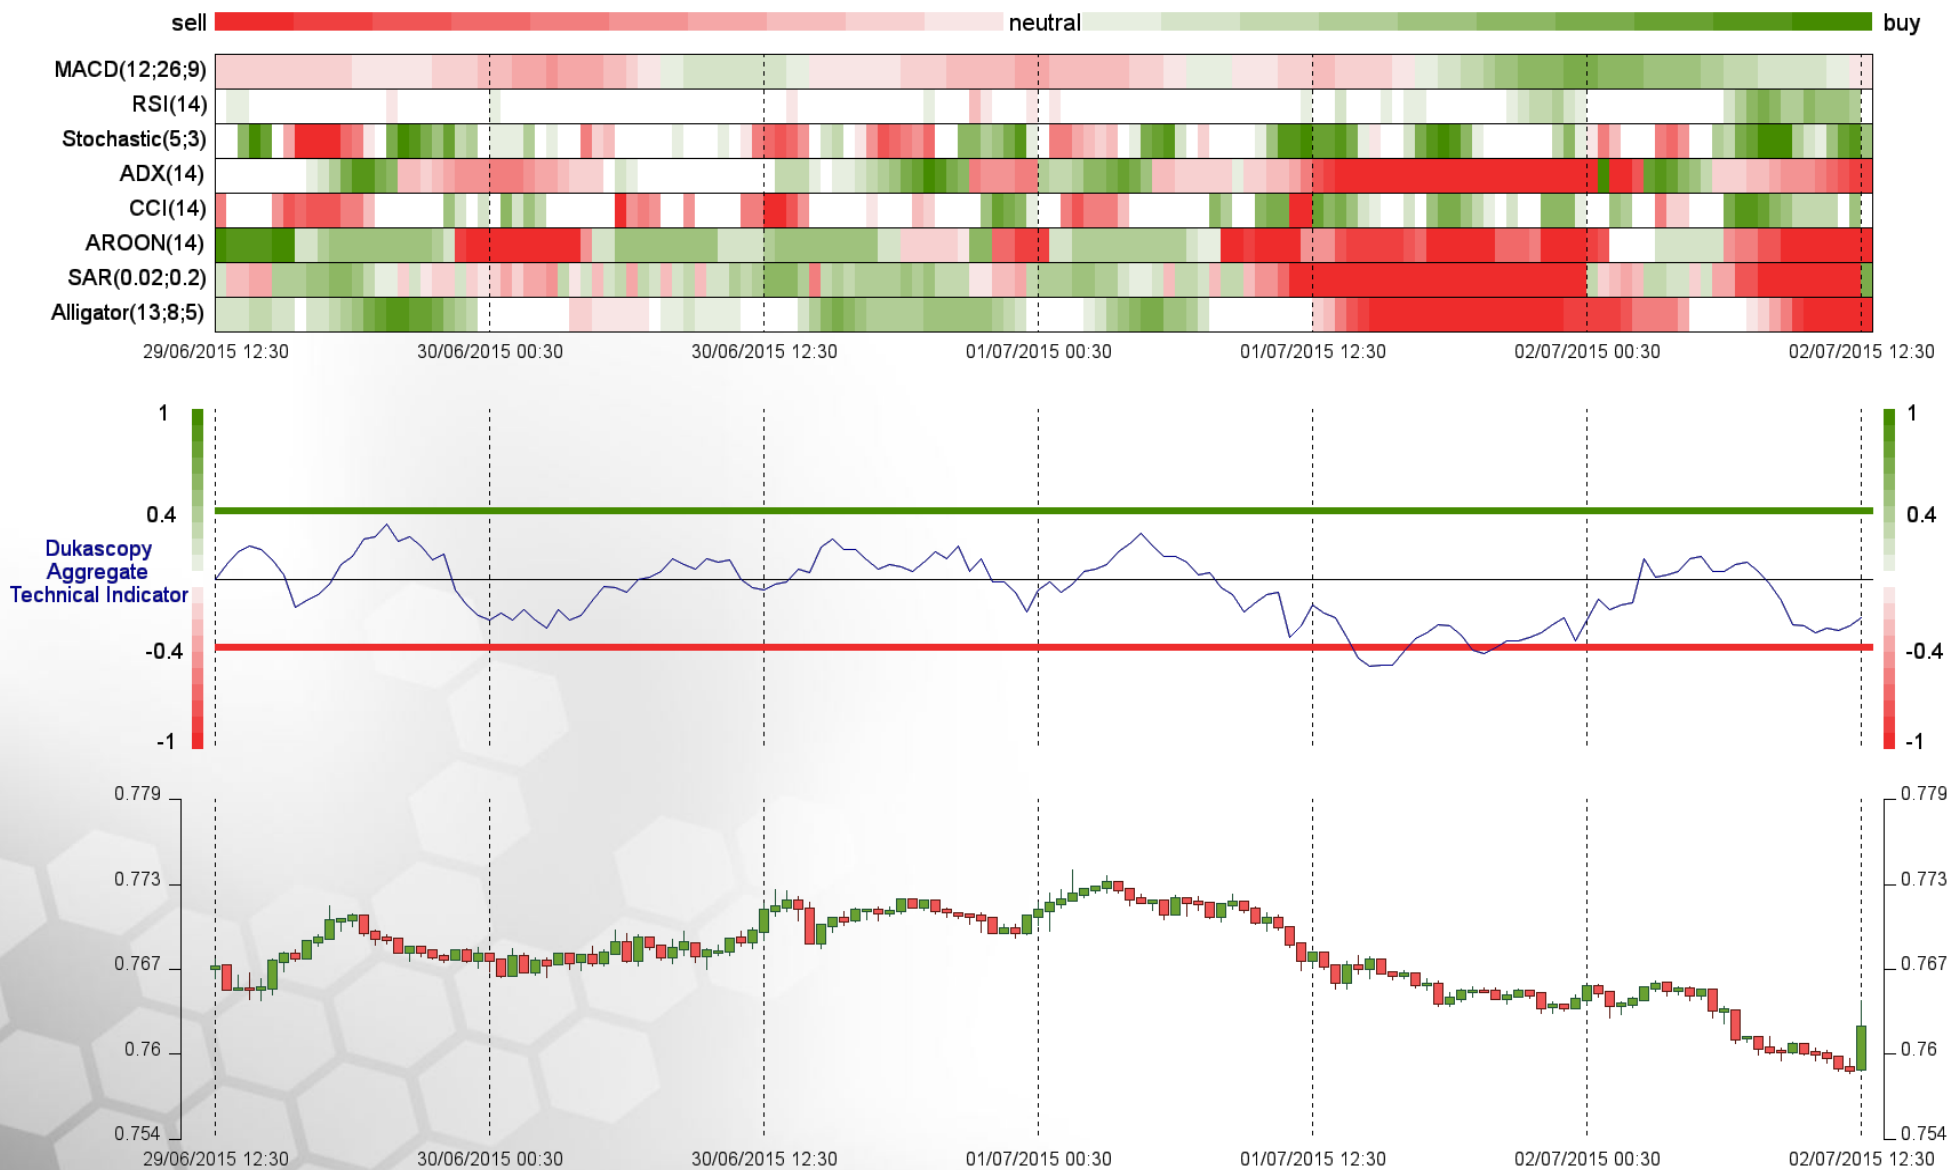 sell neutral buy
MACD(12;26;9)
RSI(14)
Stochastic(5;3)
ADX(14)
CCI(14)
AROON(14)
SAR(0.02;0.2)
Alligator(13;8;5)
29/06/2015 12:30 30/06/2015 00:30 30/06/2015 12:30 01/07/2015 00:30 01/07/2015 12:30 02/07/2015 00:30 02/07/2015 12:30
1 1
0.4 0.4
Dukascopy
Aggregate
Technical Indicator
-0.4 -0.4
-1 -1
0.779 0.779
0.773 0.773
0.767 0.767
0.76 0.76
0.754 0.754
29/06/2015 12:30 30/06/2015 00:30 30/06/2015 12:30 01/07/2015 00:30 01/07/2015 12:30 02/07/2015 00:30 02/07/2015 12:30